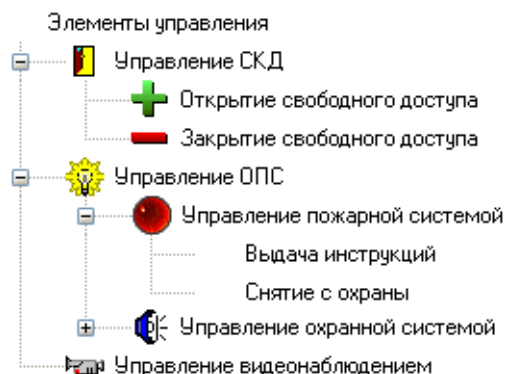 Элементы управления
Управление СКД
Открытие свободного доступа
Закрытие свободного доступа
Управление ОПС
Управление пожарной системой
Выдача инструкций
Снятие с охраны
Управление охранной системой
Управление видеонаблюдением